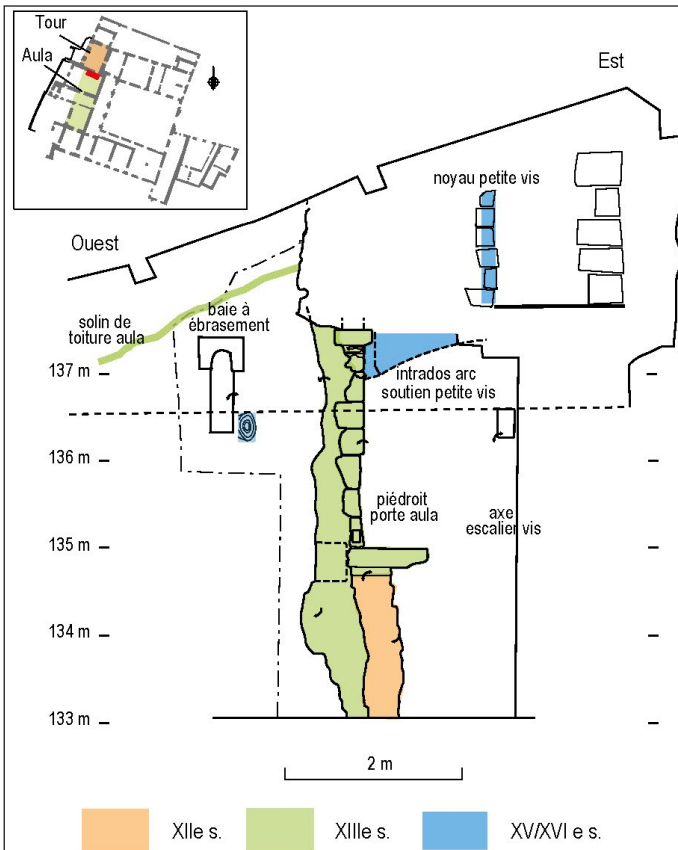 Tour
Aula
Est
noyau petite vis
Ouest
solin de
toiture aula
baie à
ébrasement
137 m
intrados arc
soutien petite vis
136 m
piédroit
porte aula
axe
escalier vis
135 m
134 m
133 m
2 m
XIIe s.
XIIIe s.
XV/XVI e s.